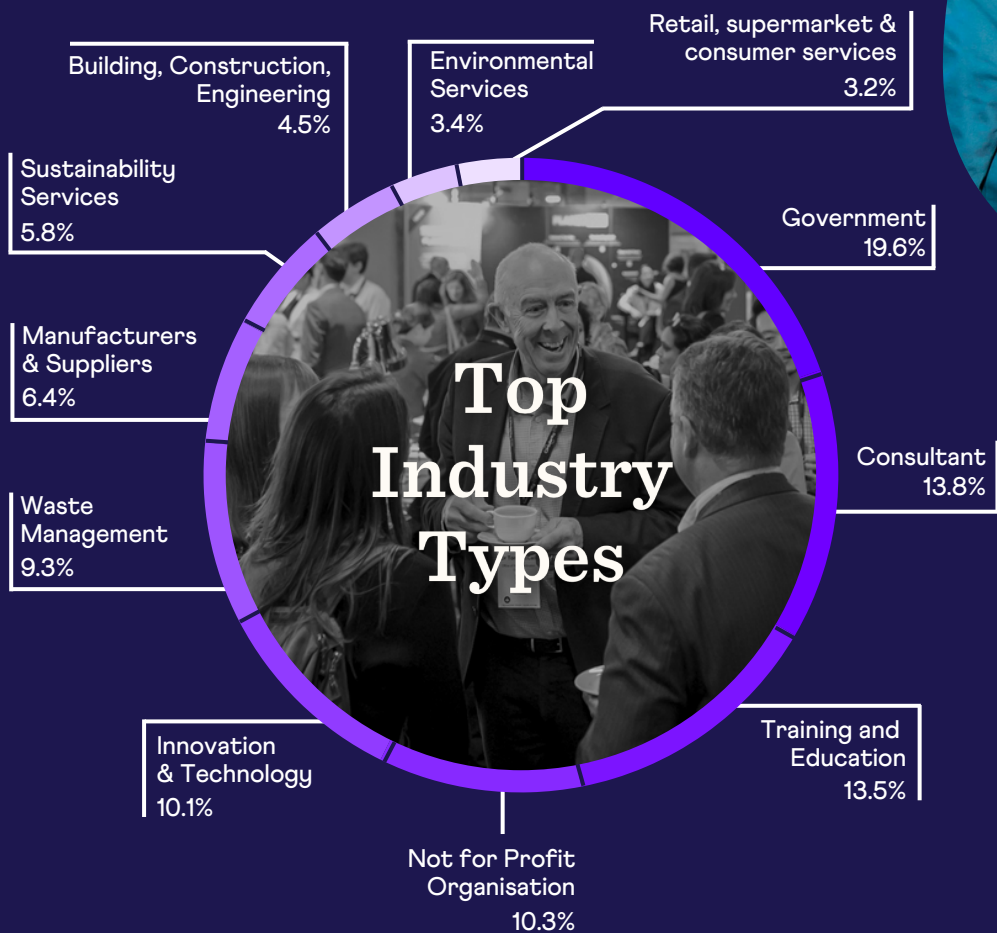 Retail, supermarket &
consumer services
3.2%
Building, Construction,
Engineering
4.5%
Environmental
Services
3.4%
Sustainability
Services
5.8%
Government
19.6%
Manufacturers
& Suppliers
6.4%
Top
Industry
Types
Consultant
13.8%
Waste
Management
9.3%
Training and
Education
13.5%
Innovation
& Technology
10.1%
Not for Profit
Organisation
10.3%